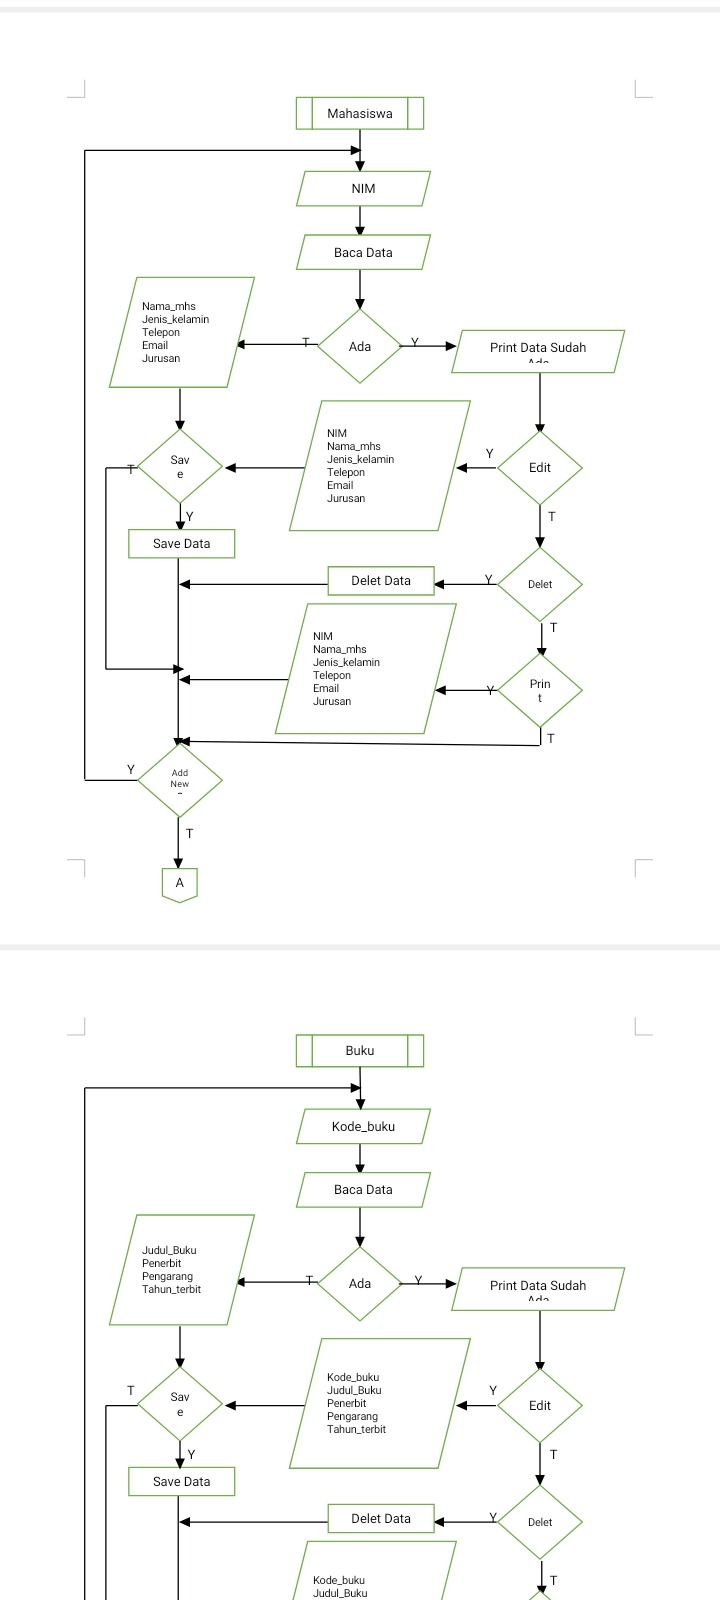 Mahasiswa
NIM
Baca Data
Nama_mhs
Jenis_kelamin
Telepon
Email
Jurusan
T
Ada
Y
Print Data Sudah
NIM
Nama_mhs
Jenis_kelamin
Telepon
Email
Jurusan
Y
Edit
T
Sav
e
T
Y
Save Data
Delet Data
Y
Delet
T
NIM
Nama_mhs
Jenis_kelamin
Telepon
Email
Jurusan
Y
Prin
t
T
Y
Add
New
T
A
Buku
Kode_buku
Baca Data
Judul_Buku
Penerbit
Pengarang
Tahun_terbit
T
Ada
Y
Print Data Sudah
Kode_buku
Judul_Buku
Penerbit
Pengarang
Tahun_terbit
Y
Edit
T
T
Sav
e
Y
Save Data
Delet Data
Y
Delet
T
Kode_buku
Judul_Buku